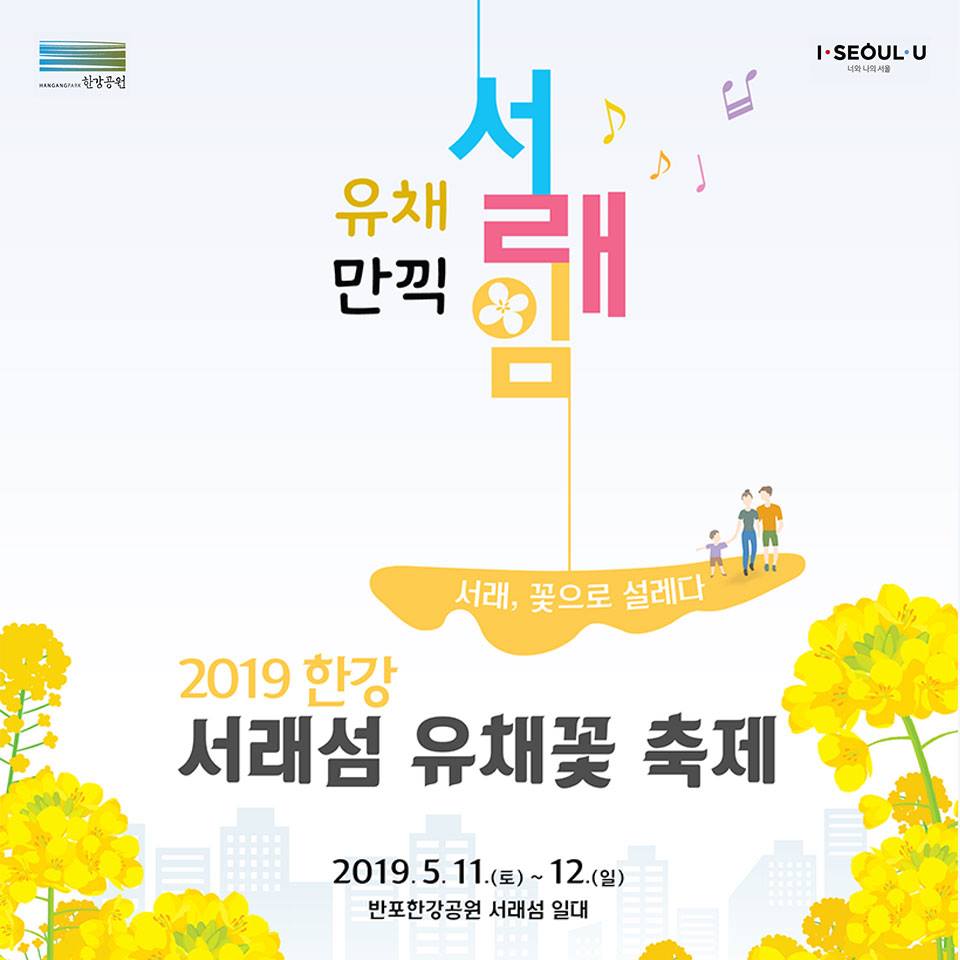 HANGANGPARK 한강공원
I·SEOUL·U
너와 나의 서울
유채
만끽
서
래
임
서래, 꽃으로 설레다
2019 한강
서래섬 유채꽃 축제
2019. 5. 11.(토) ~ 12.(일)
반포한강공원 서래섬 일대